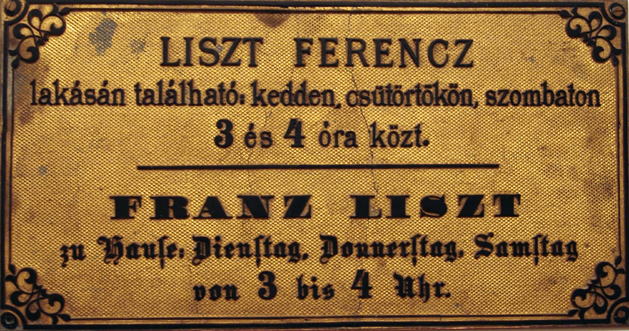 LISZT FERENC
lakásán található: kedden, csütörtökön, szombaton
3 és 4 óra közt.
FRANZ LISZT
zu Hause: Dienstag, Donnerstag, Samstag
von 3 bis 4 Uhr.